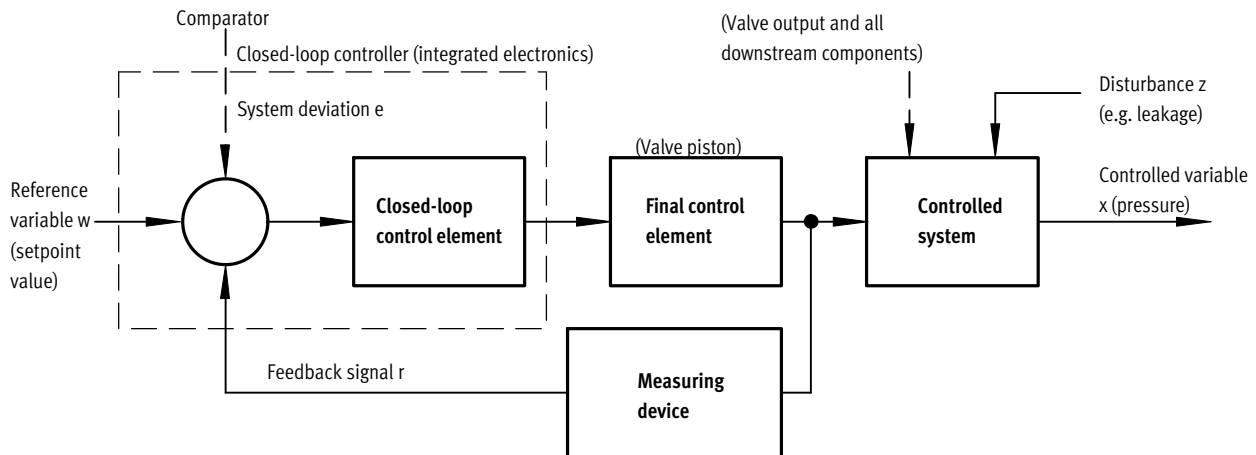 Comparator
Closed-loop controller (integrated electronics)
System deviation e
(Valve output and all
downstream components)
Disturbance z
(e.g. leakage)
(Valve piston)
Reference
variable w
(setpoint
value)
Closed-loop
control element
Final control
element
Controlled
system
Controlled variable
x (pressure)
Feedback signal r
Measuring
device